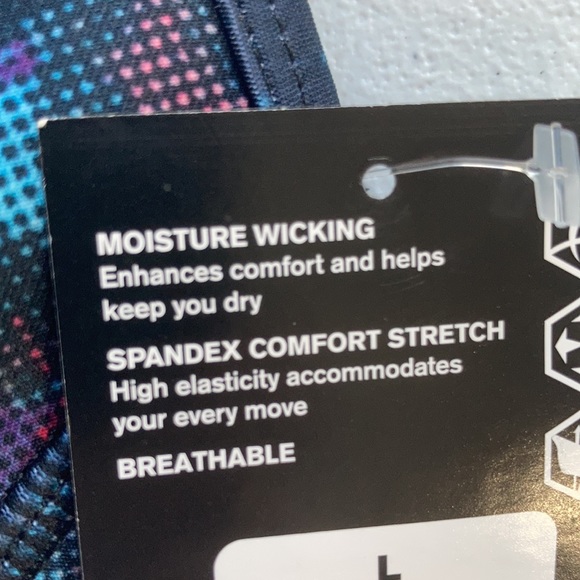 MOISTURE WICKING
Enhances comfort and helps
keep you dry
SPANDEX COMFORT STRETCH
High elasticity accommodates
your every move
BREATHABLE
L